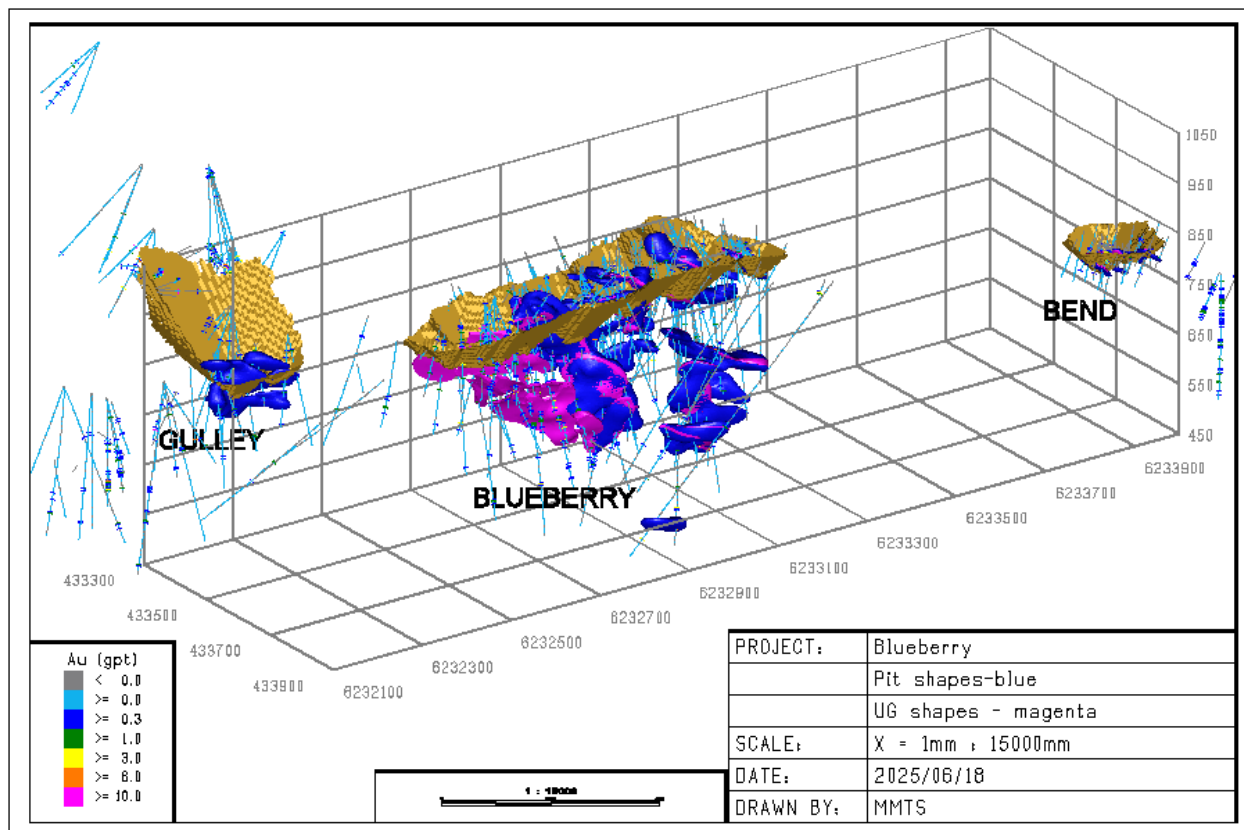 1050
950
850
750
650
550
450
BEND
GULLEY
BLUEBERRY
6233900
6233700
6233500
6233300
6233100
6232900
6232700
6232500
6232300
6232100
433300
433500
433700
433900
Au (gpt)
< 0.0
>= 0.0
>= 0.3
>= 1.0
>= 3.0
>= 6.0
>= 10.0
1 : 15000
PROJECT: Blueberry
Pit shapes-blue
UG shapes - magenta
SCALE: X = 1mm : 15000mm
DATE: 2025/06/18
DRAWN BY: MMTS